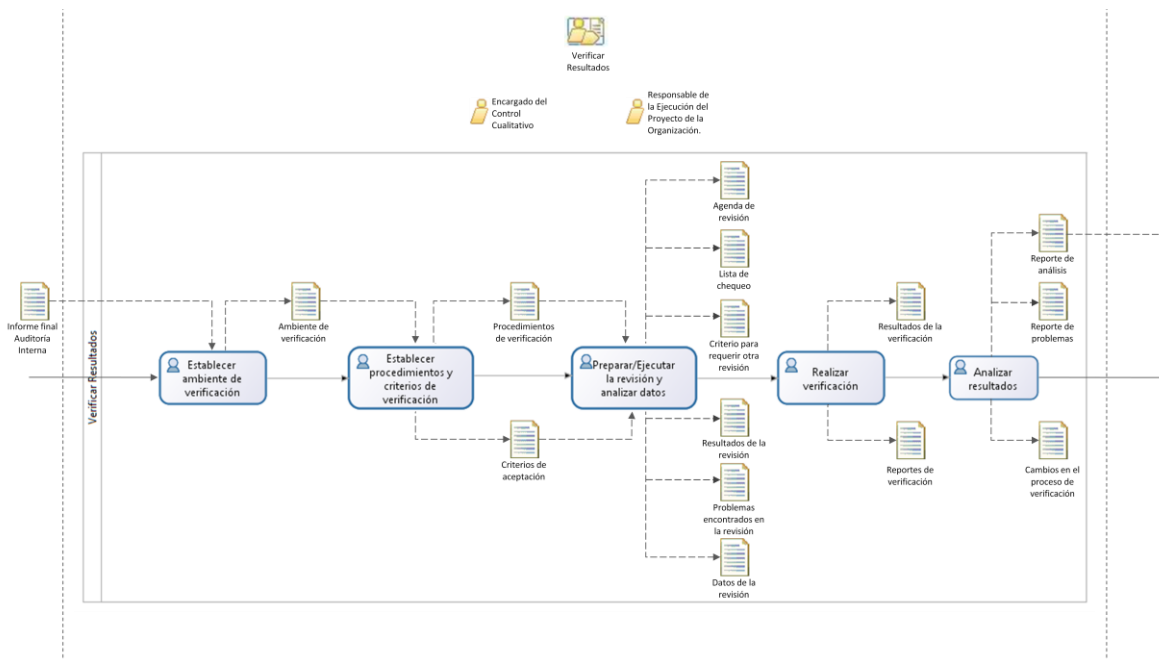 Verificar
Resultados
Encargado del
Control
Cualitativo
Responsable de
la Ejecución del
Proyecto de la
Organización.
Verificar Resultados
Informe final
Auditoría
Interna
Establecer
ambiente de
verificación
Ambiente de
verificación
Establecer
procedimientos y
criterios de
verificación
Procedimientos
de verificación
Criterios de
aceptación
Preparar/Ejecutar
la revisión y
analizar datos
Agenda de
revisión
Lista de
chequeo
Criterio para
requerir otra
revisión
Resultados de la
revisión
Problemas
encontrados en
la revisión
Datos de la
revisión
Realizar
verificación
Resultados de la
verificación
Reportes de
verificación
Analizar
resultados
Reporte de
análisis
Reporte de
problemas
Cambios en el
proceso de
verificación